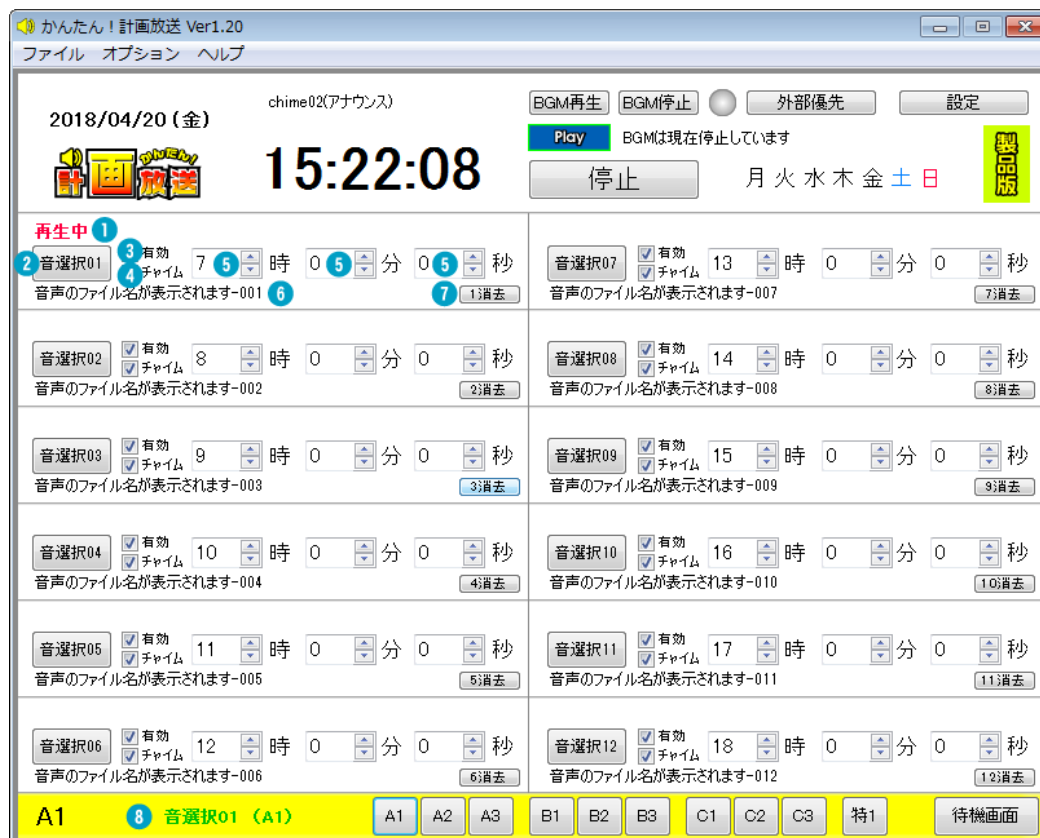 かんたん！計画放送 Ver1.20
ファイル オプション ヘルプ
2018/04/20 (金)
chime02(アナウンス)
かんたん!
計画放送
15:22:08
BGM再生 BGM停止 外部優先 設定
Play BGMは現在停止しています
停止 月 火 水 木 金 土 日
製品版
再生中 1
2 音選択01 3 有効 4 チャイム 7 5 時 0 5 分 0 5 秒
音声のファイル名が表示されます-001 6 7 1消去
音選択02 有効 チャイム 8 時 0 分 0 秒
音声のファイル名が表示されます-002 2消去
音選択03 有効 チャイム 9 時 0 分 0 秒
音声のファイル名が表示されます-003 3消去
音選択04 有効 チャイム 10 時 0 分 0 秒
音声のファイル名が表示されます-004 4消去
音選択05 有効 チャイム 11 時 0 分 0 秒
音声のファイル名が表示されます-005 5消去
音選択06 有効 チャイム 12 時 0 分 0 秒
音声のファイル名が表示されます-006 6消去
音選択07 有効 チャイム 13 時 0 分 0 秒
音声のファイル名が表示されます-007 7消去
音選択08 有効 チャイム 14 時 0 分 0 秒
音声のファイル名が表示されます-008 8消去
音選択09 有効 チャイム 15 時 0 分 0 秒
音声のファイル名が表示されます-009 9消去
音選択10 有効 チャイム 16 時 0 分 0 秒
音声のファイル名が表示されます-010 10消去
音選択11 有効 チャイム 17 時 0 分 0 秒
音声のファイル名が表示されます-011 11消去
音選択12 有効 チャイム 18 時 0 分 0 秒
音声のファイル名が表示されます-012 12消去
A1 8 音選択01 (A1) A1 A2 A3 B1 B2 B3 C1 C2 C3 特1 待機画面